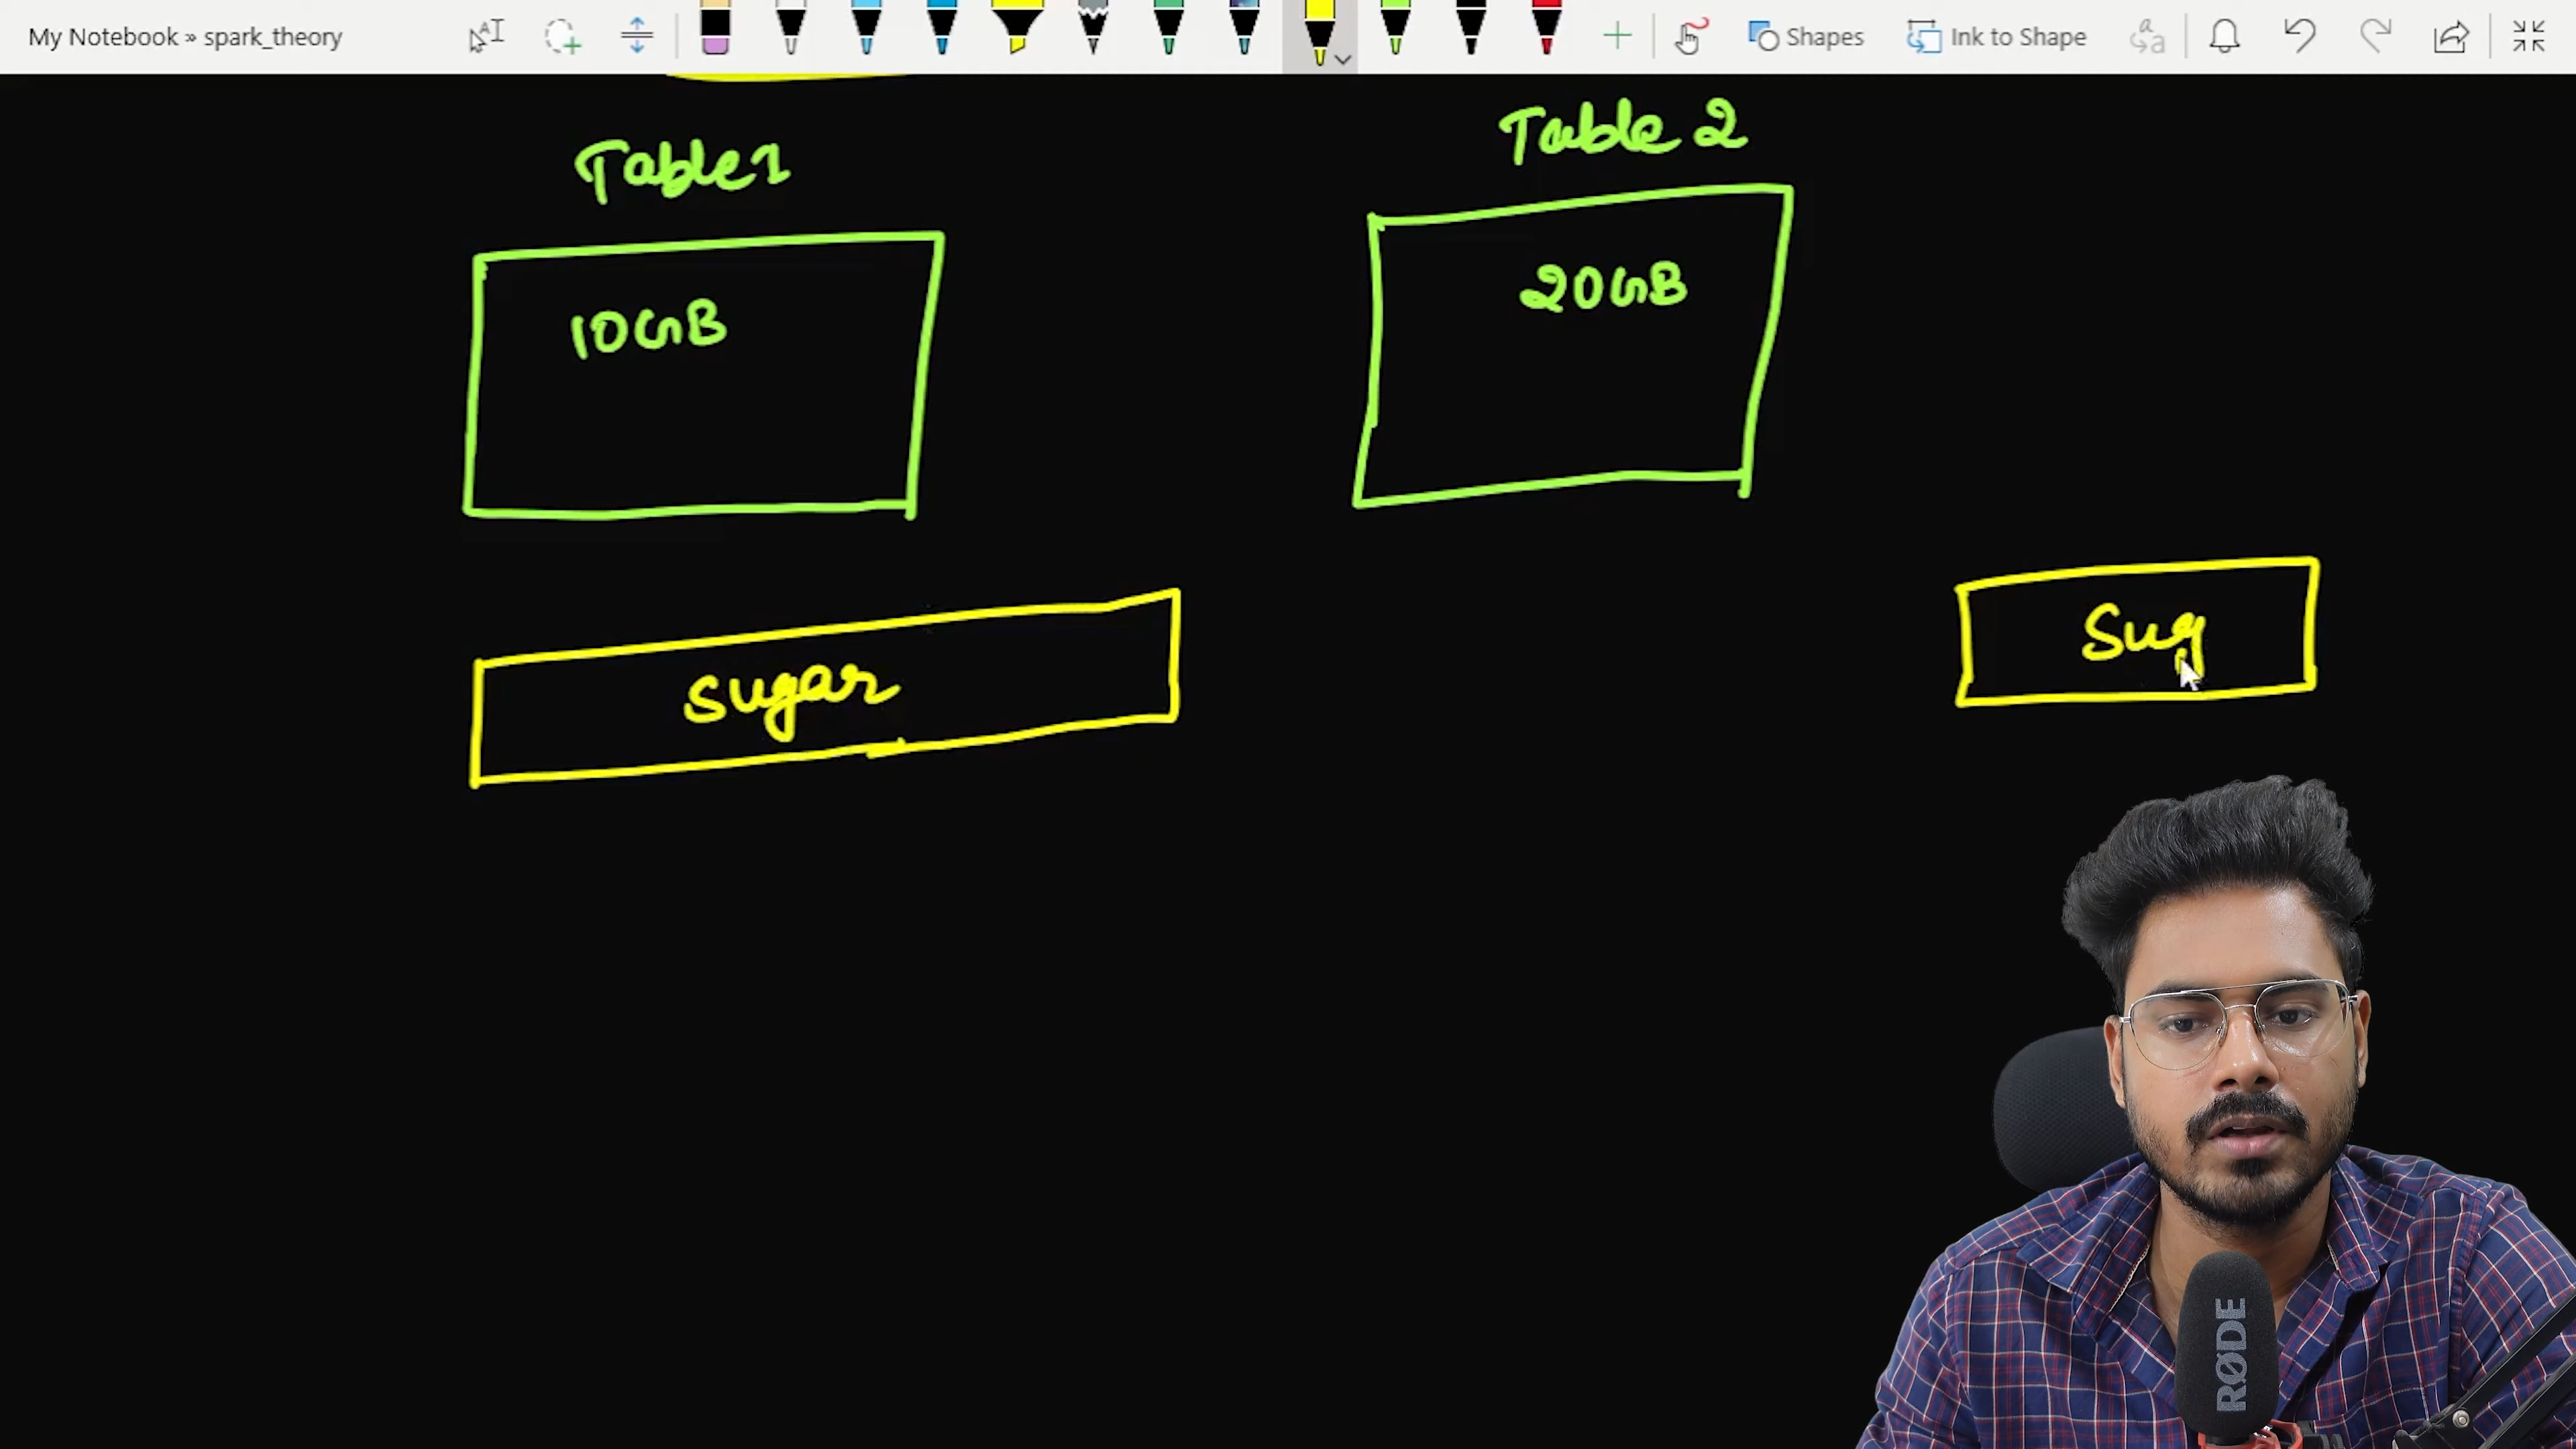 My Notebook » spark_theory
Shapes
Ink to Shape
Table 1
Table 2
10GB
20GB
Sugar
Sug
RØDE